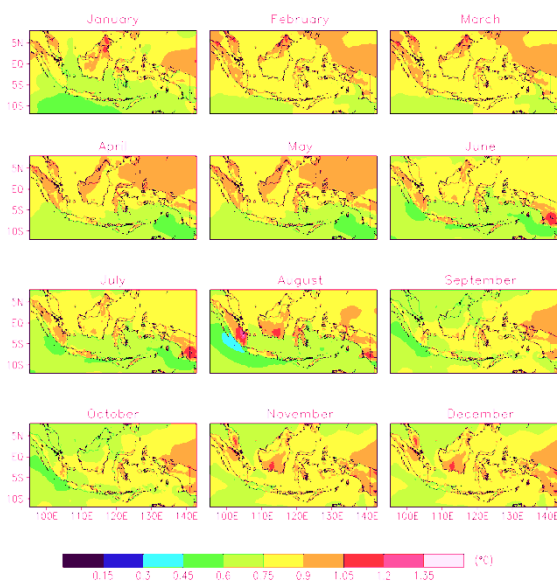 January February March
5N
EQ
5S
10S
April May June
5N
EQ
5S
10S
July August September
5N
EQ
5S
10S
October November December
5N
EQ
5S
10S
100E 110E 120E 130E 140E 100E 110E 120E 130E 140E 100E 110E 120E 130E 140E
0.15 0.3 0.45 0.6 0.75 0.9 1.05 1.2 1.35 (°C)